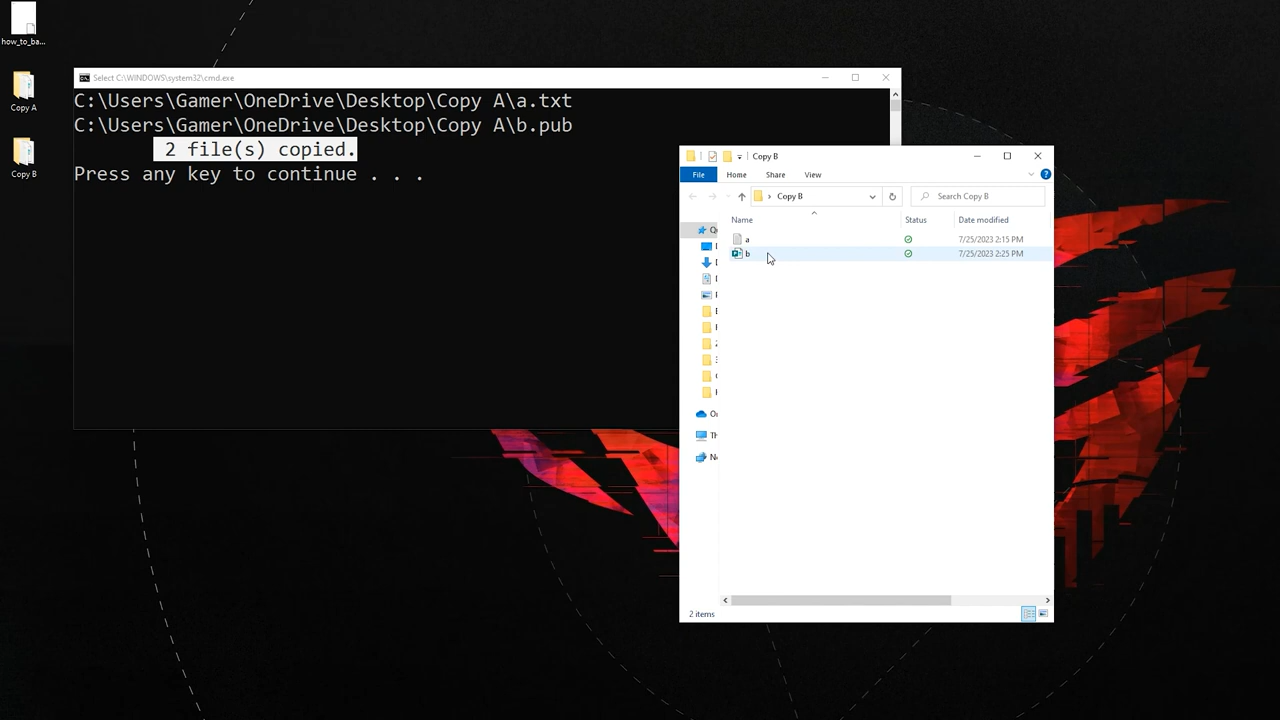 how_to_ba...
Copy A
Copy B
Select C:\WINDOWS\system32\cmd.exe
C:\Users\Gamer\OneDrive\Desktop\Copy A\a.txt
C:\Users\Gamer\OneDrive\Desktop\Copy A\b.pub
2 file(s) copied.
Press any key to continue . . .
Copy B
File Home Share View
Copy B
Search Copy B
Name Status Date modified
a 7/25/2023 2:15 PM
b 7/25/2023 2:25 PM
2 items